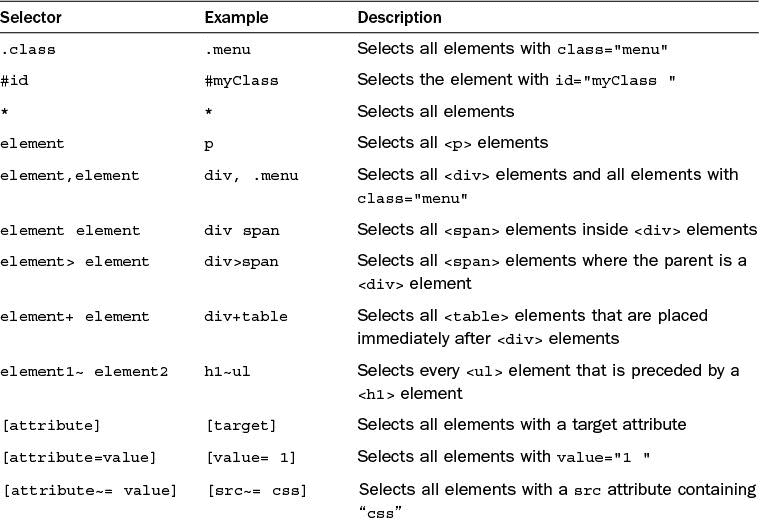 Selector Example Description
.class .menu Selects all elements with class="menu"
#id #myClass Selects the element with id="myClass "
* * Selects all elements
element p Selects all <p> elements
element,element div, .menu Selects all <div> elements and all elements with
class="menu"
element element div span Selects all <span> elements inside <div> elements
element> element div>span Selects all <span> elements where the parent is a
<div> element
element+ element div+table Selects all <table> elements that are placed
immediately after <div> elements
element1~ element2 h1~ul Selects every <ul> element that is preceded by a
<h1> element
[attribute] [target] Selects all elements with a target attribute
[attribute=value] [value= 1] Selects all elements with value="1 "
[attribute~= value] [src~= css] Selects all elements with a src attribute containing
“css”